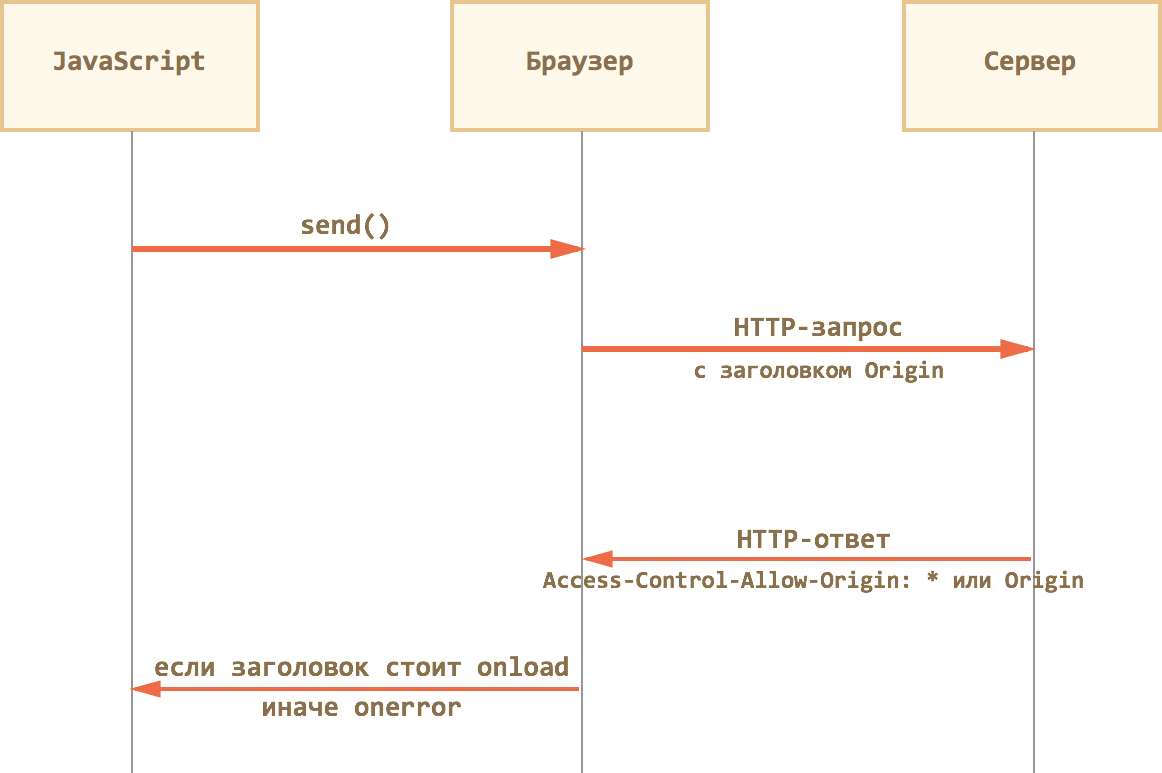 JavaScript
Браузер
Сервер
send()
HTTP-запрос
с заголовком Origin
HTTP-ответ
Access-Control-Allow-Origin: * или Origin
если заголовок стоит onload
иначе onerror